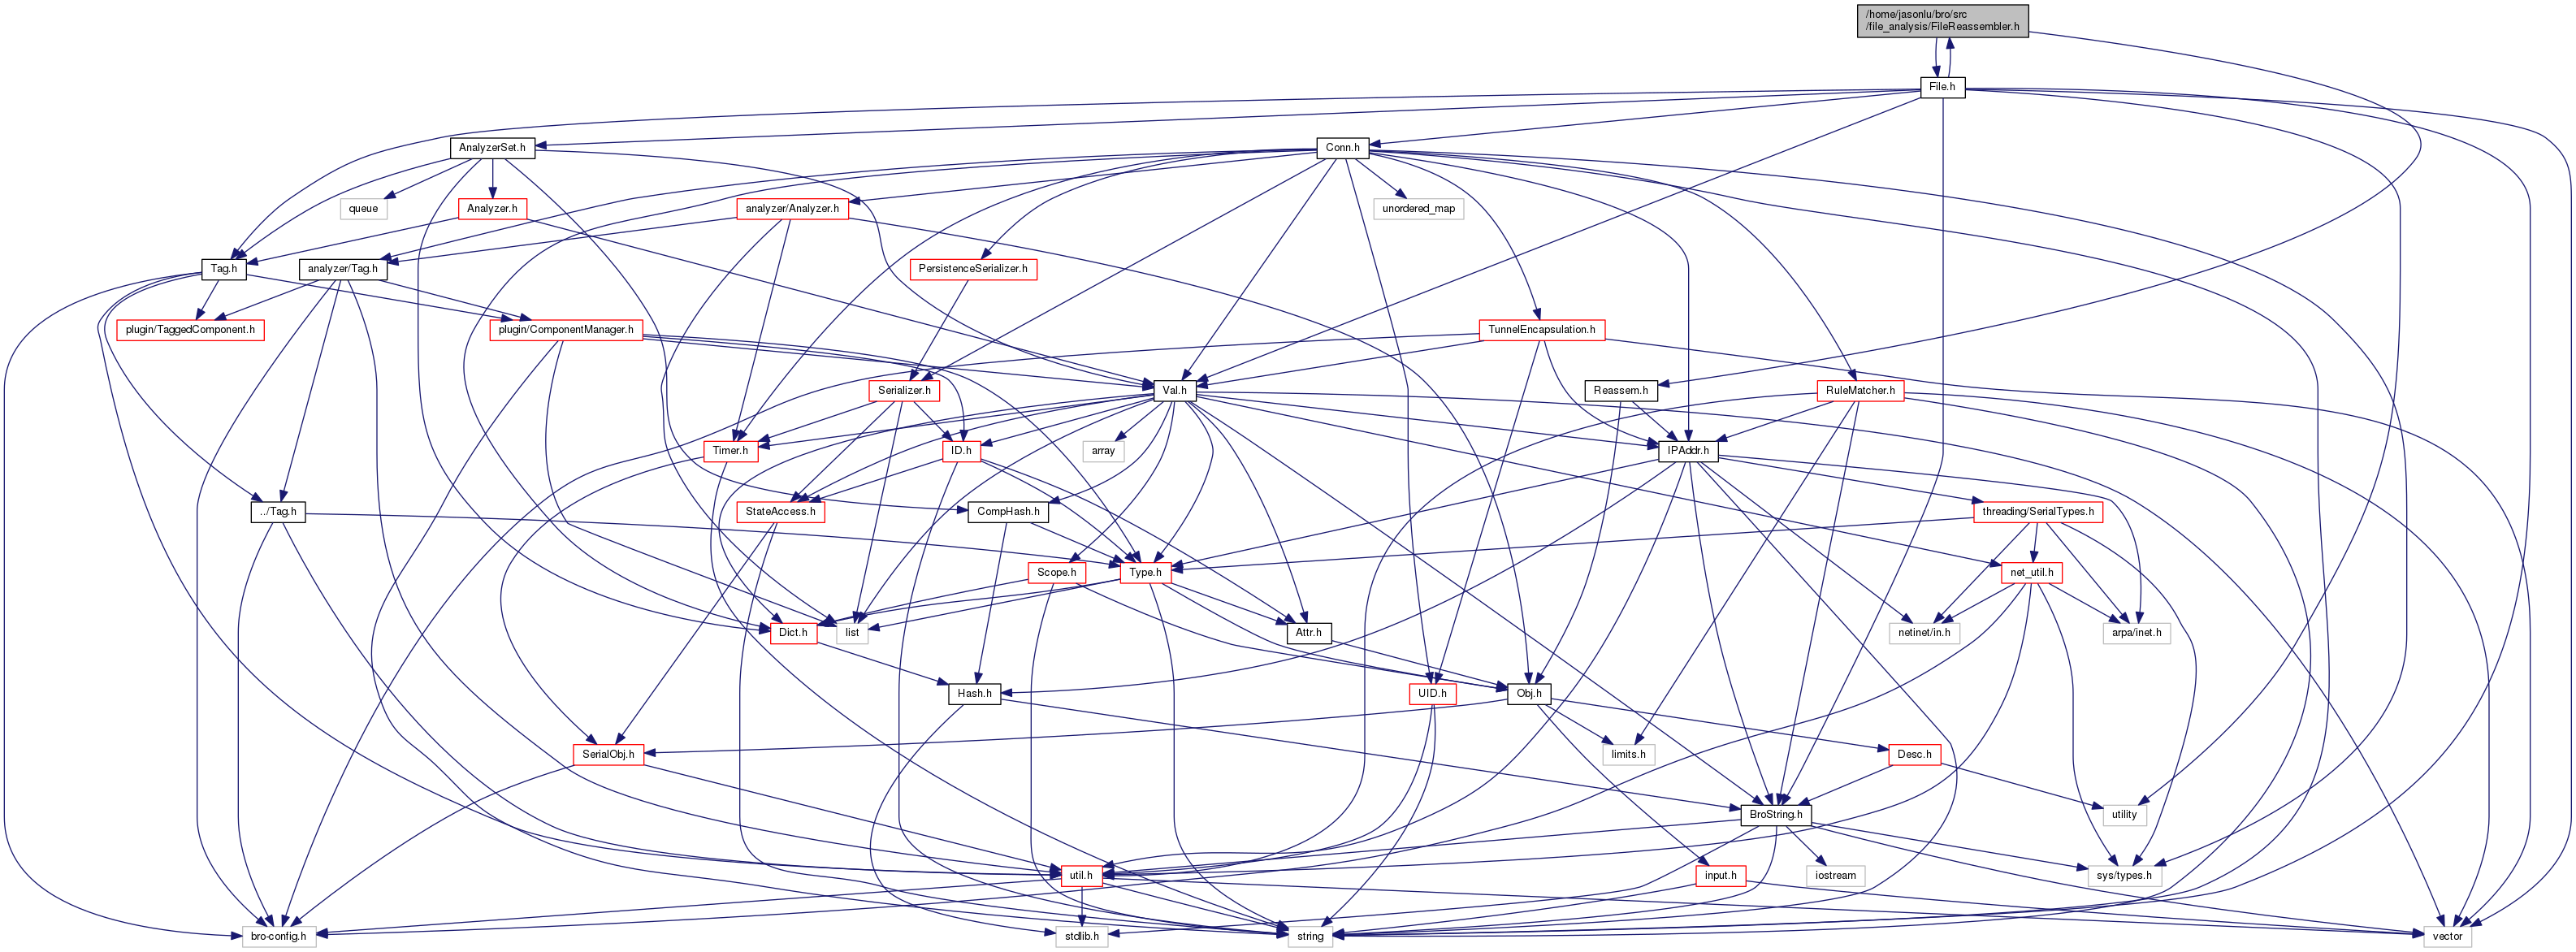 /home/jasonlu/bro/src
/file_analysis/FileReassembler.h
File.h
AnalyzerSet.h
Conn.h
queue
Analyzer.h
analyzer/Analyzer.h
unordered_map
Tag.h
analyzer/Tag.h
PersistenceSerializer.h
plugin/TaggedComponent.h
plugin/ComponentManager.h
TunnelEncapsulation.h
Serializer.h
Val.h
Reassem.h
RuleMatcher.h
Timer.h
ID.h
array
IPAddr.h
../Tag.h
StateAccess.h
CompHash.h
threading/SerialTypes.h
Scope.h
Type.h
net_util.h
Dict.h
list
Attr.h
netinet/in.h
arpa/inet.h
Hash.h
UID.h
Obj.h
SerialObj.h
limits.h
Desc.h
BroString.h
utility
util.h
input.h
iostream
sys/types.h
bro-config.h
stdlib.h
string
vector